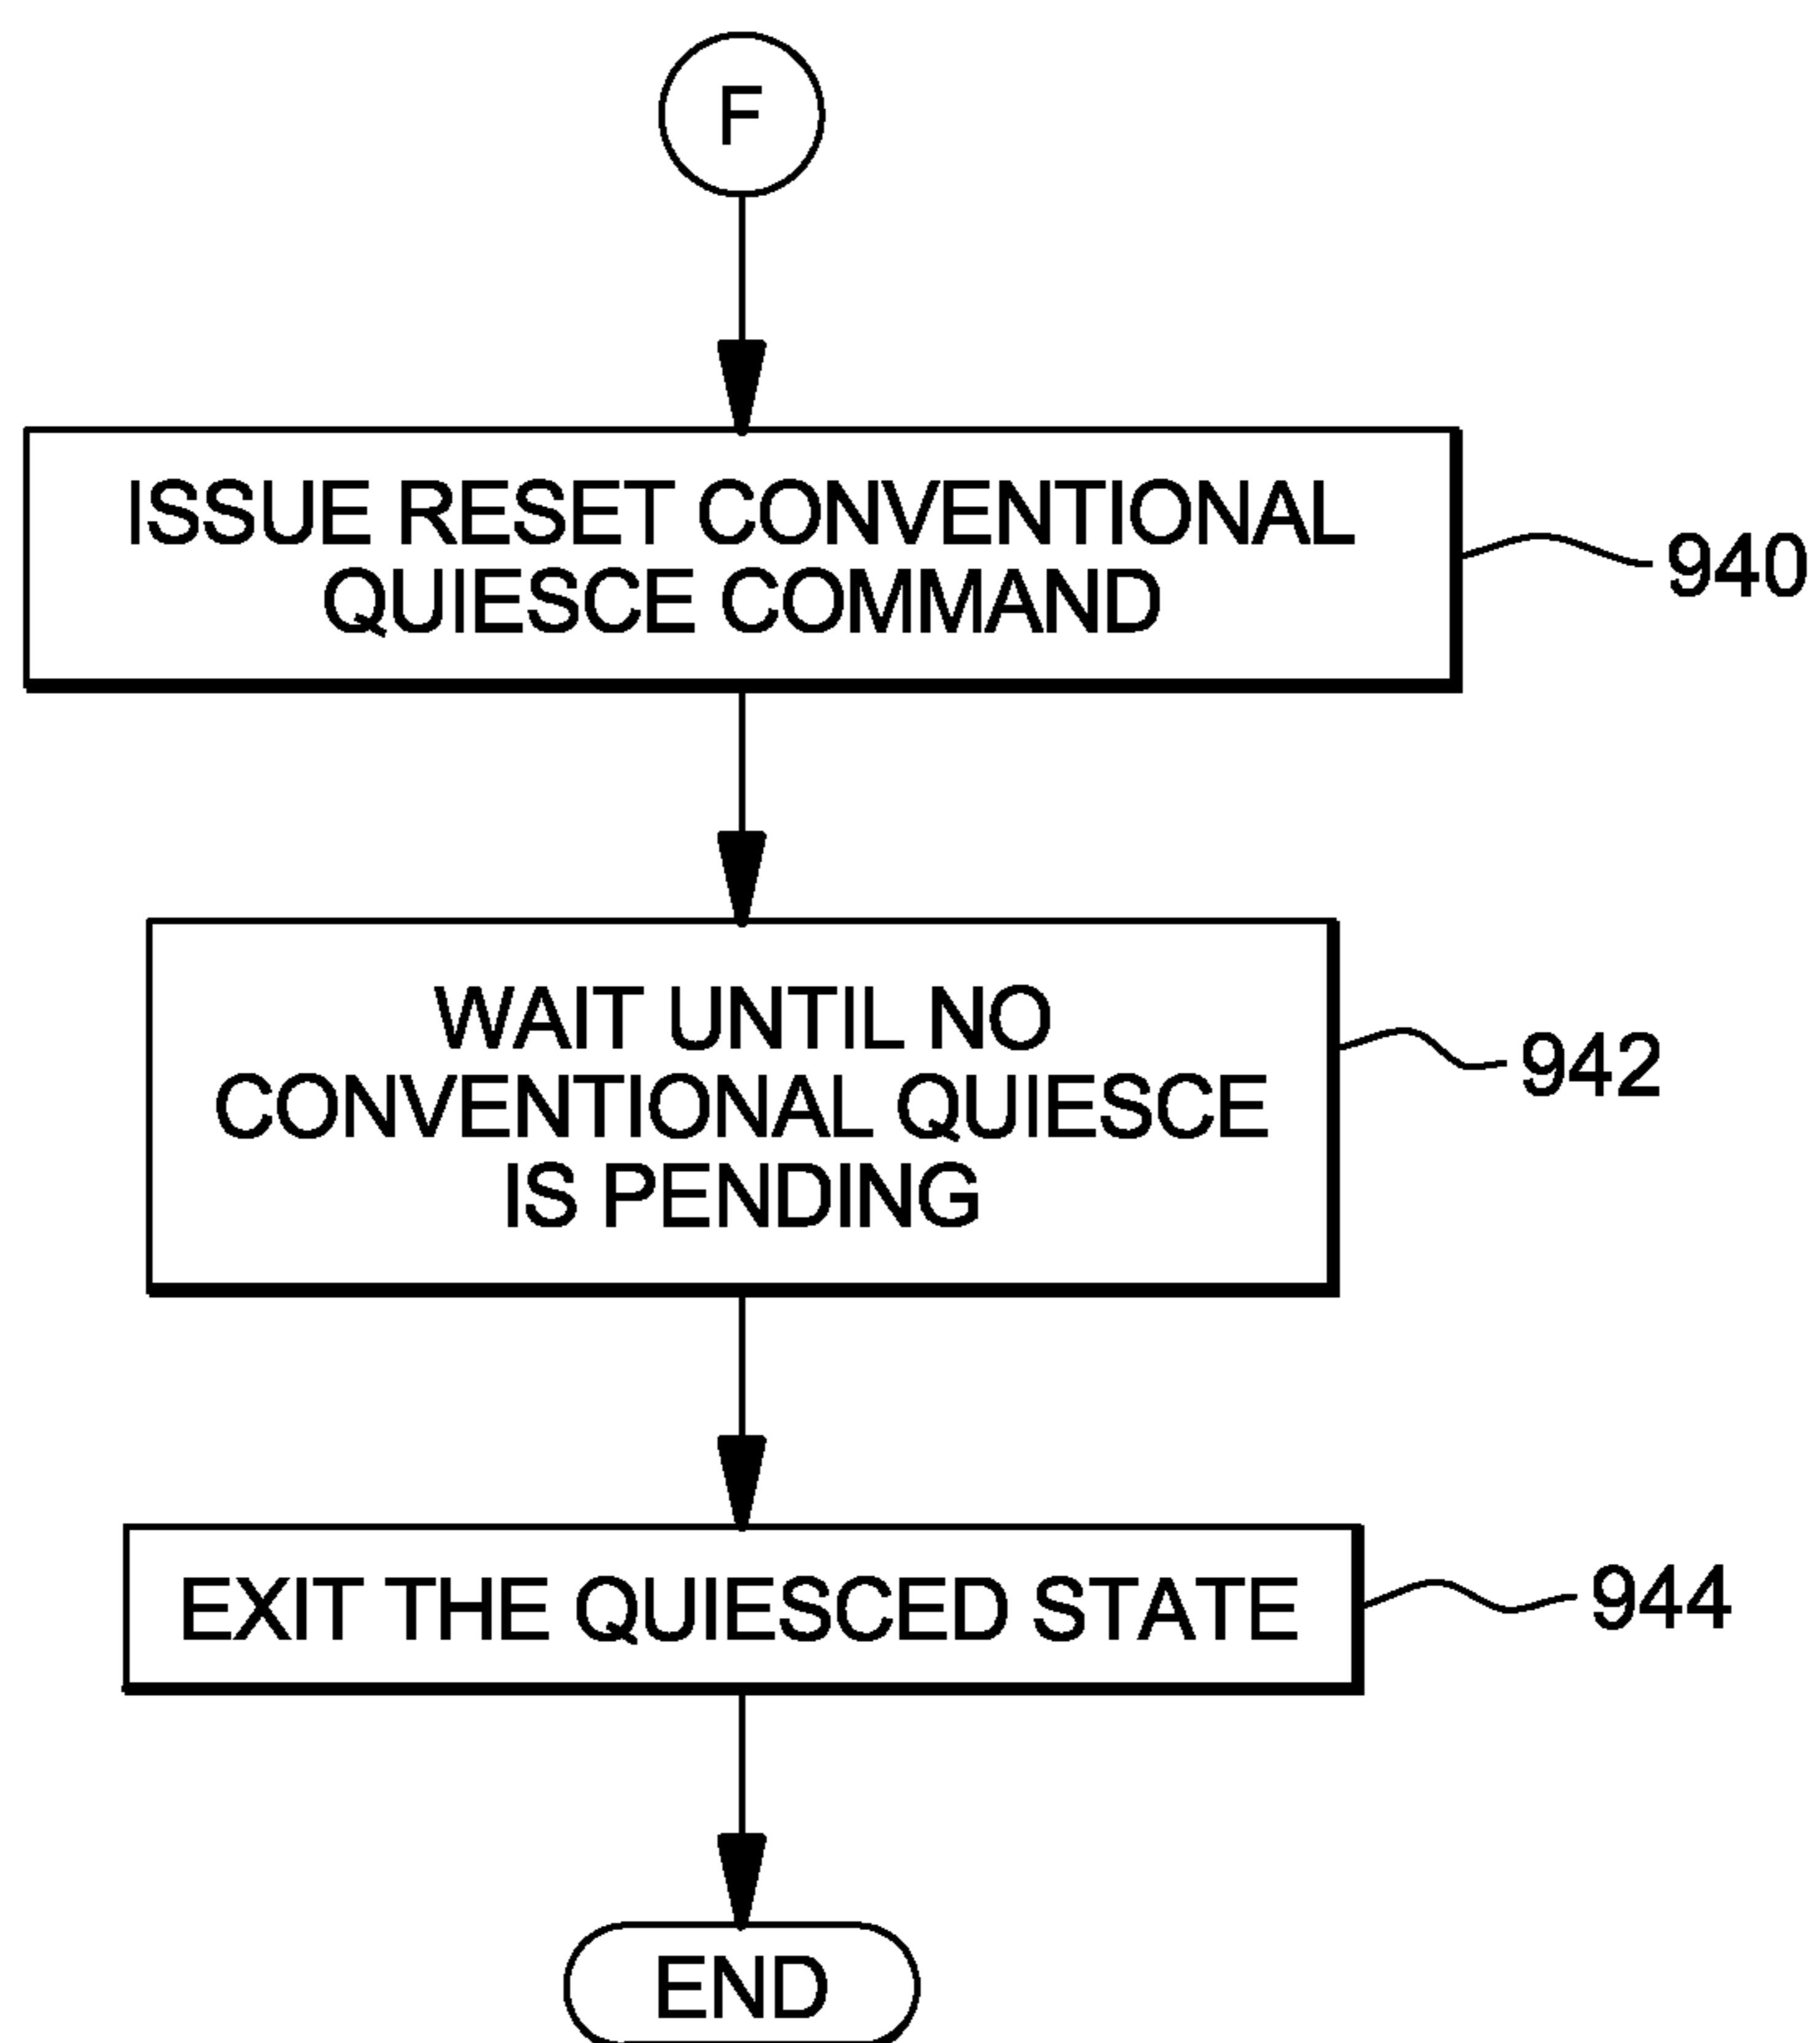 F
ISSUE RESET CONVENTIONAL
QUIESCE COMMAND
940
WAIT UNTIL NO
CONVENTIONAL QUIESCE
IS PENDING
942
EXIT THE QUIESCED STATE
944
END